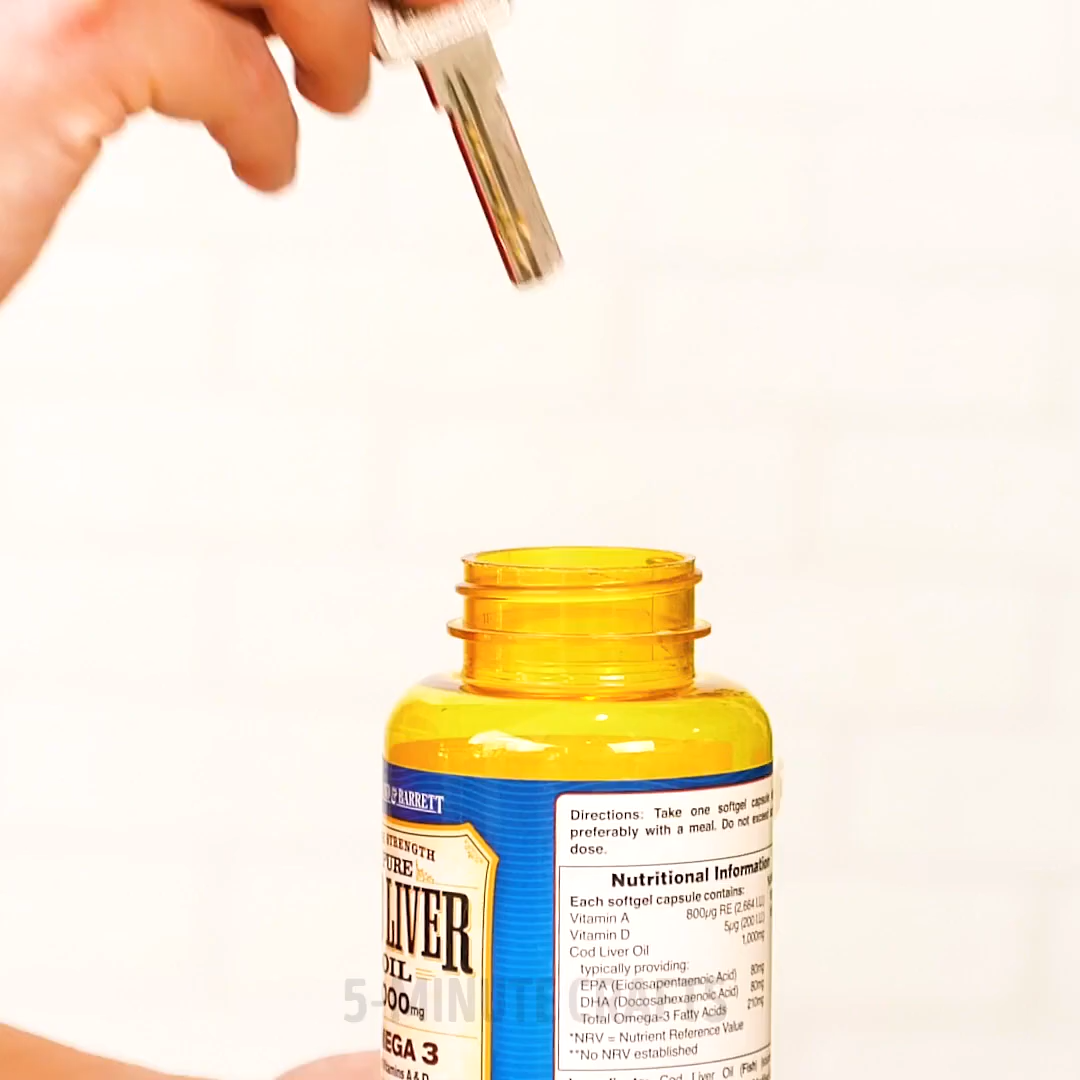 & BARRETT
STRENGTH
PURE
LIVER
OIL
000mg
EGA 3
Vitamins A & D
Directions: Take one softgel capsule
preferably with a meal. Do not exceed
dose.
Nutritional Information
Each softgel capsule contains:
Vitamin A 800µg RE (2,664 I.U)
Vitamin D 5µg (200 I.U)
Cod Liver Oil 1,000mg
typically providing:
EPA (Eicosapentaenoic Acid) 80mg
DHA (Docosahexaenoic Acid) 80mg
Total Omega-3 Fatty Acids 210mg
*NRV = Nutrient Reference Value
**No NRV established
Cod Liver Oil (Fish)
5-MINUTE CRAFTS